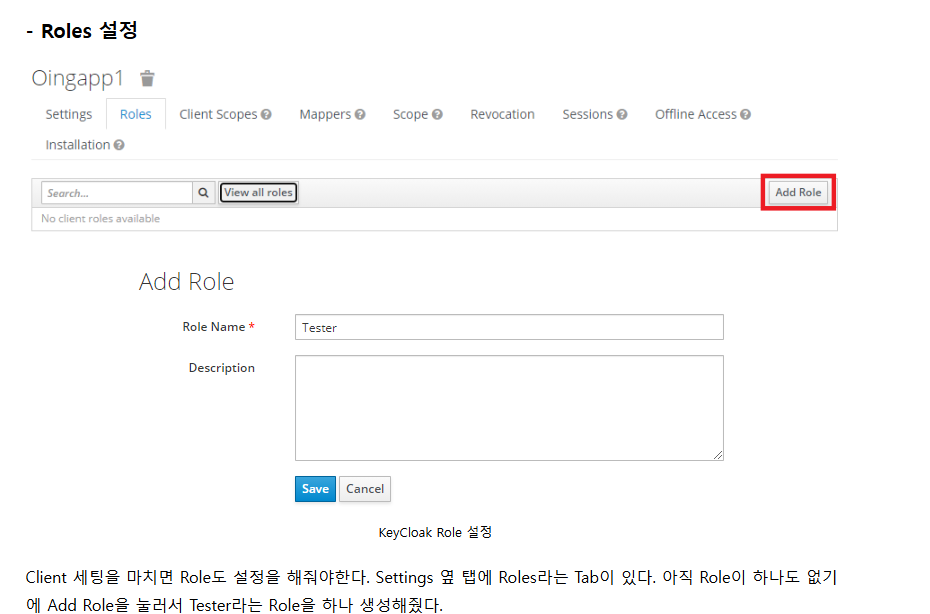 - Roles 설정
Oingapp1
Settings Roles Client Scopes Mappers Scope Revocation Sessions Offline Access
Installation
Search... View all roles Add Role
No client roles available
Add Role
Role Name * Tester
Description
Save Cancel
KeyCloak Role 설정
Client 세팅을 마치면 Role도 설정을 해줘야한다. Settings 옆 탭에 Roles라는 Tab이 있다. 아직 Role이 하나도 없기
에 Add Role을 눌러서 Tester라는 Role을 하나 생성해줬다.